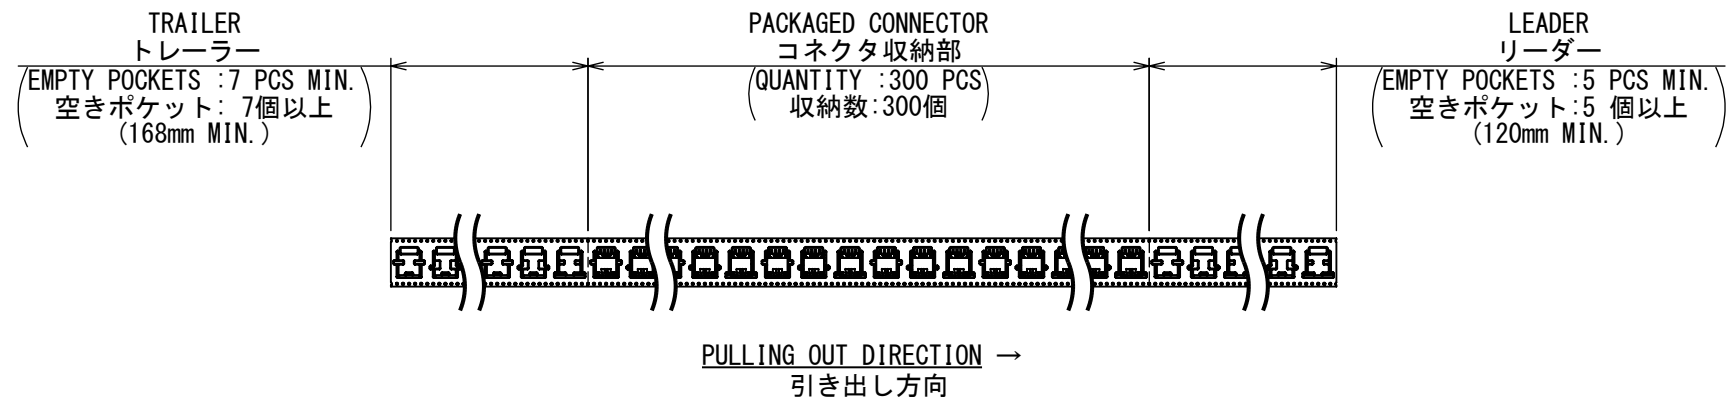 TRAILER
トレーラー
(EMPTY POCKETS :7 PCS MIN.
空きポケット: 7個以上
(168mm MIN.))
PACKAGED CONNECTOR
コネクタ収納部
(QUANTITY :300 PCS
収納数:300個)
LEADER
リーダー
(EMPTY POCKETS :5 PCS MIN.
空きポケット:5 個以上
(120mm MIN.))
PULLING OUT DIRECTION →
引き出し方向